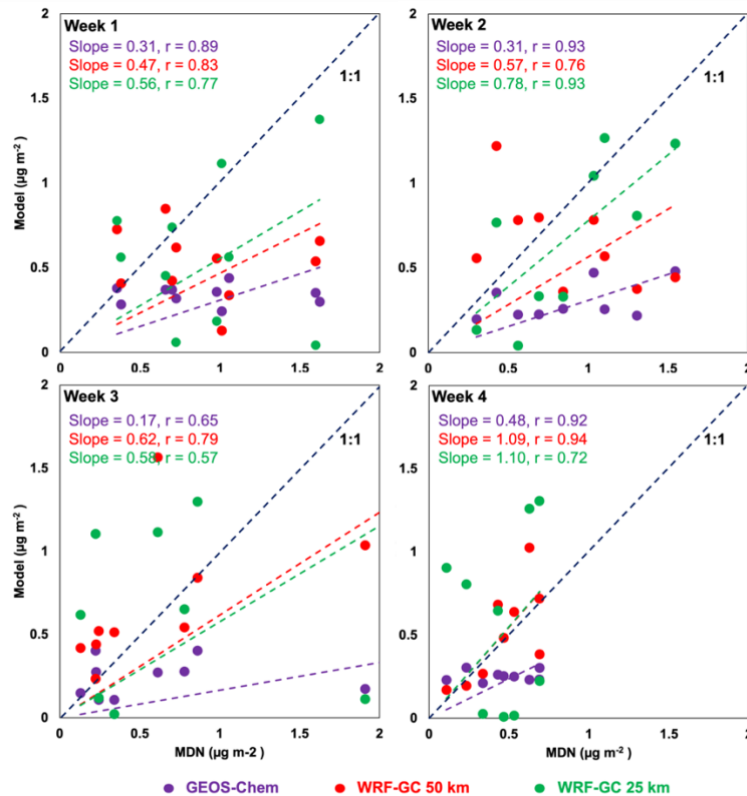 Week 1
Slope = 0.31, r = 0.89
Slope = 0.47, r = 0.83
Slope = 0.56, r = 0.77
1:1
2
1.5
1
0.5
0
Model (µg m⁻²)
0 0.5 1 1.5 2
Week 2
Slope = 0.31, r = 0.93
Slope = 0.57, r = 0.76
Slope = 0.78, r = 0.93
1:1
2
1.5
1
0.5
0
0 0.5 1 1.5 2
Week 3
Slope = 0.17, r = 0.65
Slope = 0.62, r = 0.79
Slope = 0.58, r = 0.57
1:1
2
1.5
1
0.5
0
Model (µg m⁻²)
0 0.5 1 1.5 2
MDN (µg m-2)
Week 4
Slope = 0.48, r = 0.92
Slope = 1.09, r = 0.94
Slope = 1.10, r = 0.72
1:1
2
1.5
1
0.5
0
0 0.5 1 1.5 2
MDN (µg m⁻²)
GEOS-Chem WRF-GC 50 km WRF-GC 25 km